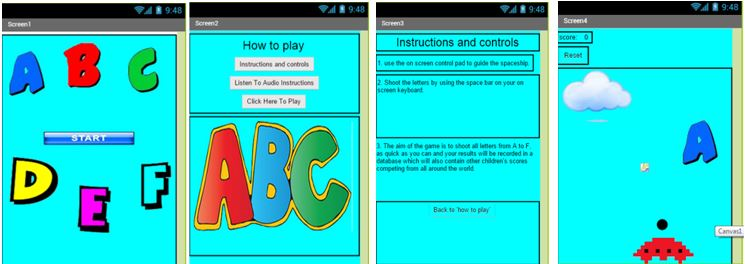 9:48
Screen1
A B C
START
D E F
9:48
Screen2
How to play
Instructions and controls
Listen To Audio Instructions
Click Here To Play
ABC
9:48
Screen3
Instructions and controls
1. use the on screen control pad to guide the spaceship.
2. Shoot the letters by using the space bar on your on
screen keyboard.
3. The aim of the game is to shoot all letters from A to F,
as quick as you can and your results will be recorded in a
database which will also contain other children's scores
competing from all around the world
Back to 'how to play'
9:48
Screen4
score: 0
Reset
A
Canvas1